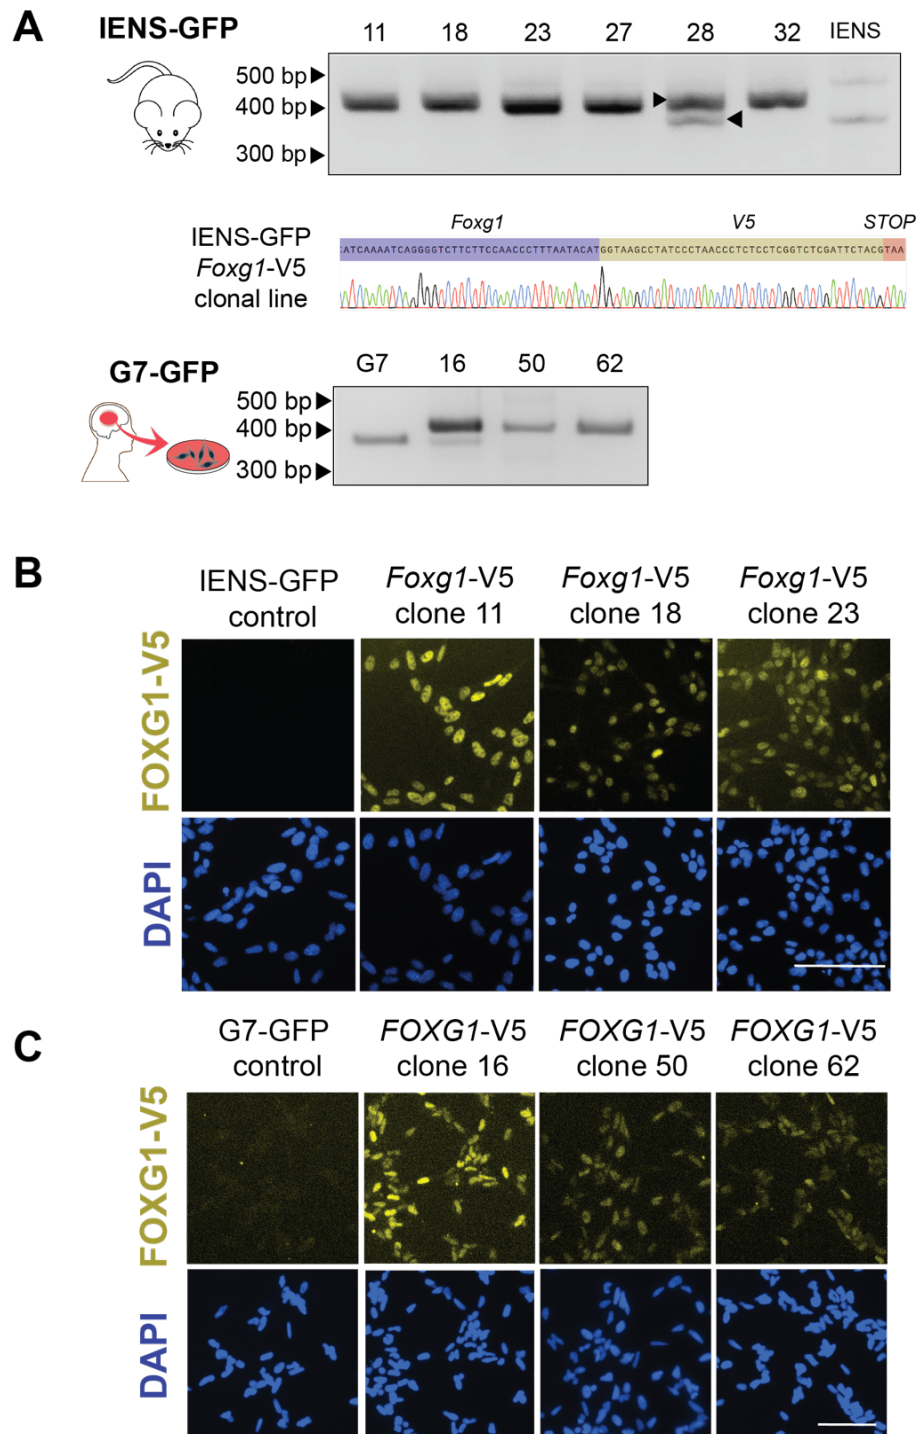 A
IENS-GFP
11 18 23 27 28 32 IENS
500 bp
400 bp
300 bp
Foxg1 V5 STOP
IENS-GFP
Foxg1-V5
clonal line
CATCAAAATCAGGGGTCTTCTTCCAACCCTTTAATACATGGTAAGCCTATCCCTAACCCTCTCCTCGGTCTCGATTCTACGTAA
G7-GFP
G7 16 50 62
500 bp
400 bp
300 bp
B
IENS-GFP
control
Foxg1-V5
clone 11
Foxg1-V5
clone 18
Foxg1-V5
clone 23
FOXG1-V5
DAPI
C
G7-GFP
control
FOXG1-V5
clone 16
FOXG1-V5
clone 50
FOXG1-V5
clone 62
FOXG1-V5
DAPI